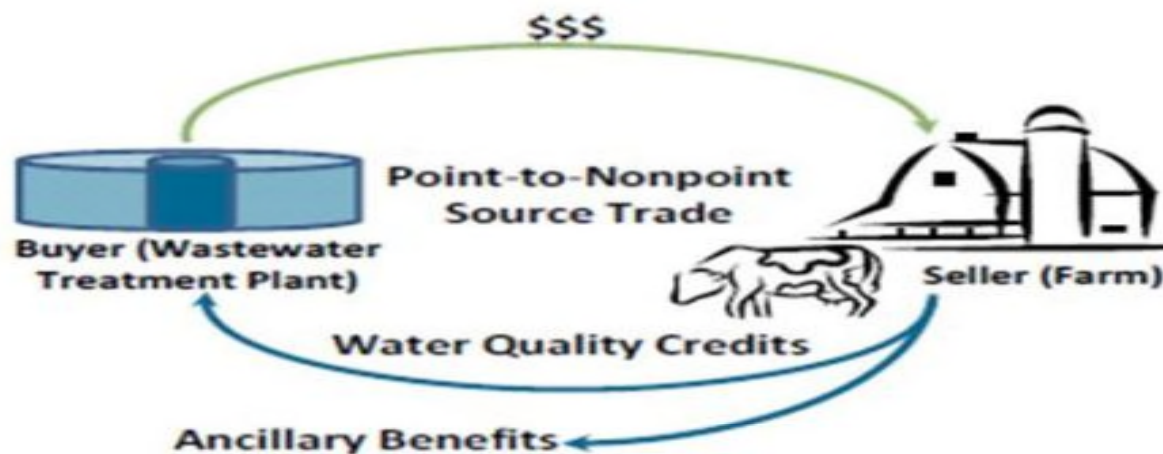 $$$
Point-to-Nonpoint
Source Trade
Buyer (Wastewater
Treatment Plant)
Seller (Farm)
Water Quality Credits
Ancillary Benefits